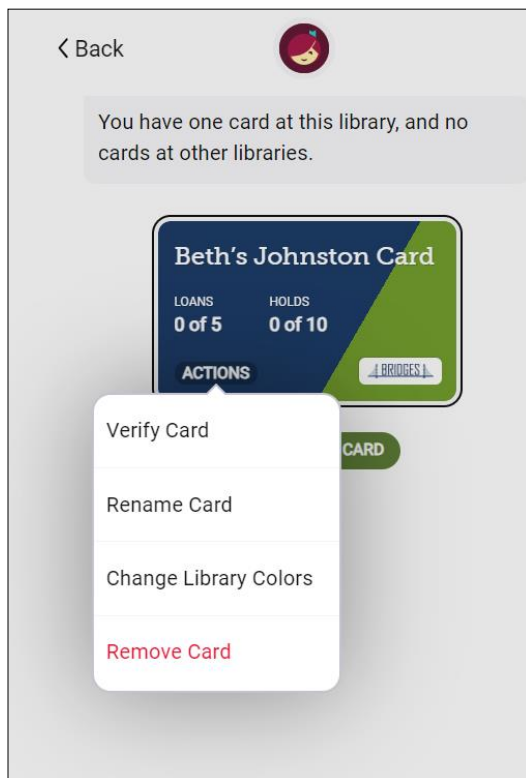 Back
You have one card at this library, and no
cards at other libraries.
Beth's Johnston Card
LOANS
HOLDS
0 of 5
0 of 10
ACTIONS
BRIDGES
CARD
Verify Card
Rename Card
Change Library Colors
Remove Card